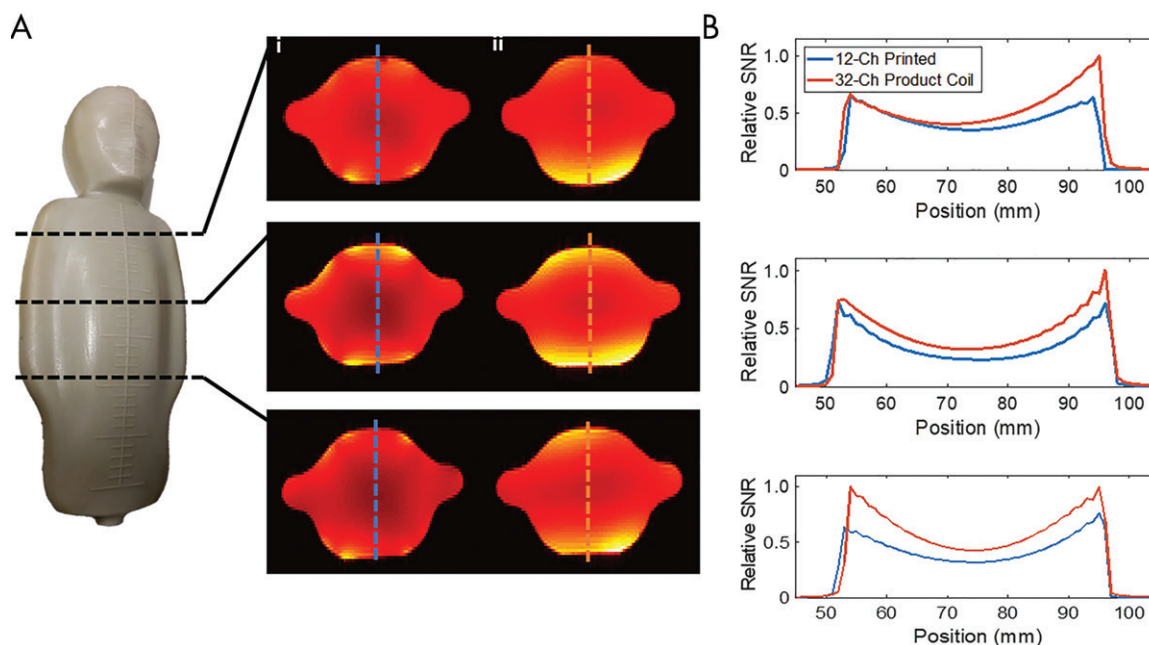 A
B
i
ii
Relative SNR
1.0
0.5
0
12-Ch Printed
32-Ch Product Coil
50 60 70 80 90 100
Position (mm)
Relative SNR
1.0
0.5
0
50 60 70 80 90 100
Position (mm)
Relative SNR
1.0
0.5
0
50 60 70 80 90 100
Position (mm)